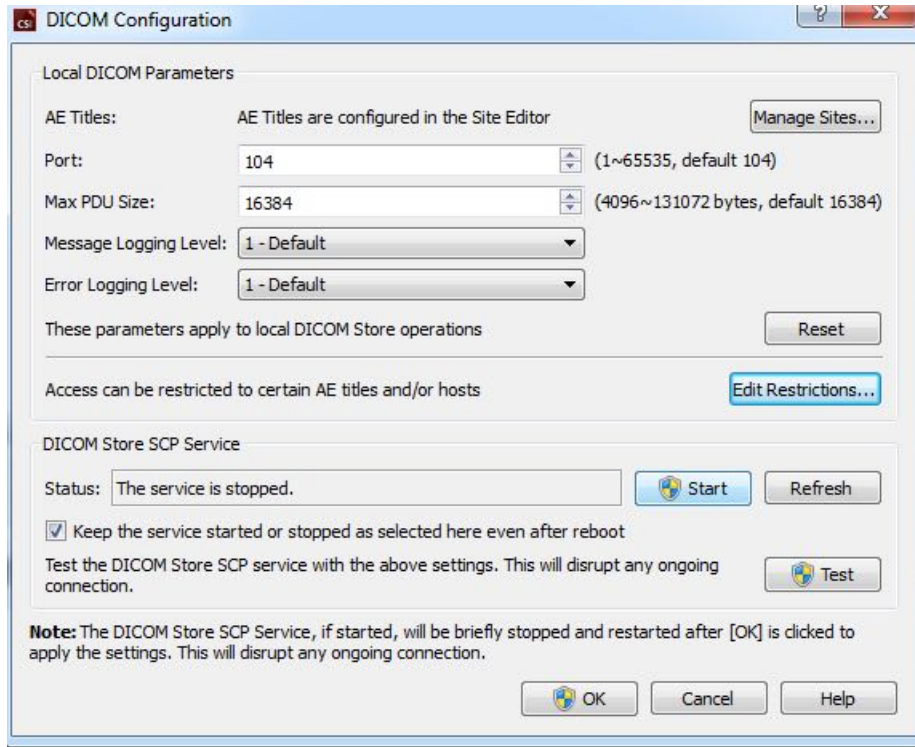 CSI DICOM Configuration
Local DICOM Parameters
AE Titles: AE Titles are configured in the Site Editor Manage Sites...
Port: 104 (1~65535, default 104)
Max PDU Size: 16384 (4096~131072 bytes, default 16384)
Message Logging Level: 1 - Default
Error Logging Level: 1 - Default
These parameters apply to local DICOM Store operations Reset
Access can be restricted to certain AE titles and/or hosts Edit Restrictions...
DICOM Store SCP Service
Status: The service is stopped. Start Refresh
Keep the service started or stopped as selected here even after reboot
Test the DICOM Store SCP service with the above settings. This will disrupt any ongoing
connection. Test
Note: The DICOM Store SCP Service, if started, will be briefly stopped and restarted after [OK] is clicked to
apply the settings. This will disrupt any ongoing connection.
OK Cancel Help